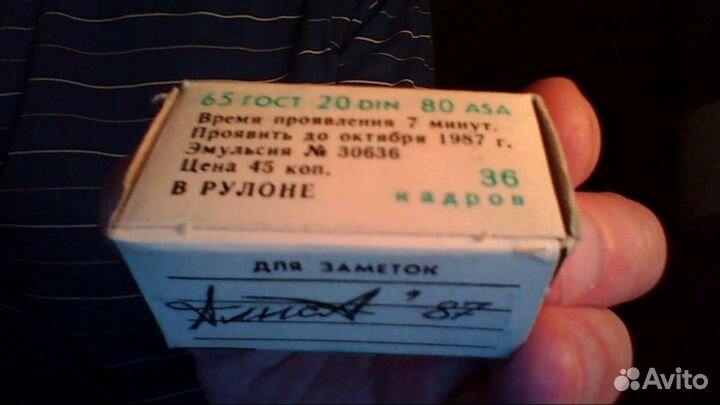 65 ГОСТ 20 DIN 80 ASA
Время проявления 7 минут.
Проявить до октября 1987 г.
Эмульсия № 30636
Цена 45 коп.
В РУЛОНЕ
36
кадров
ДЛЯ ЗАМЕТОК
АлисА '87
Avito